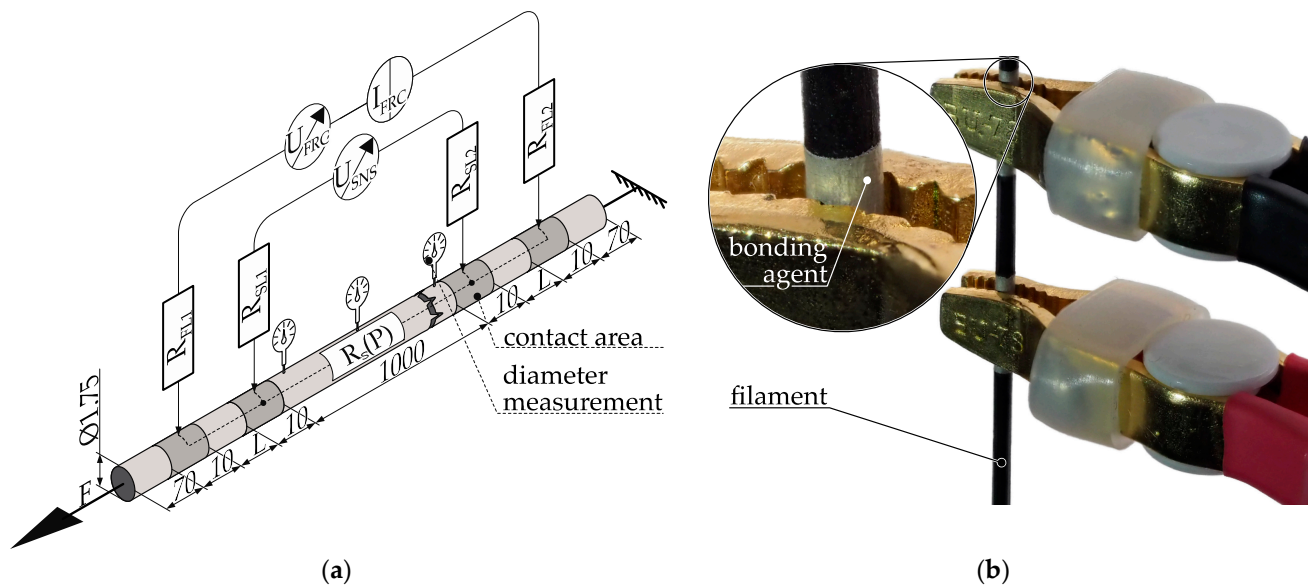 U_FRC
I_FRC
U_SNS
R_FL1
R_SL1
R_SL2
R_FL2
R_s(P)
Ø1.75
F
70
10
L
10
1000
10
L
10
70
contact area
diameter
measurement
(a)
bonding
agent
filament
(b)